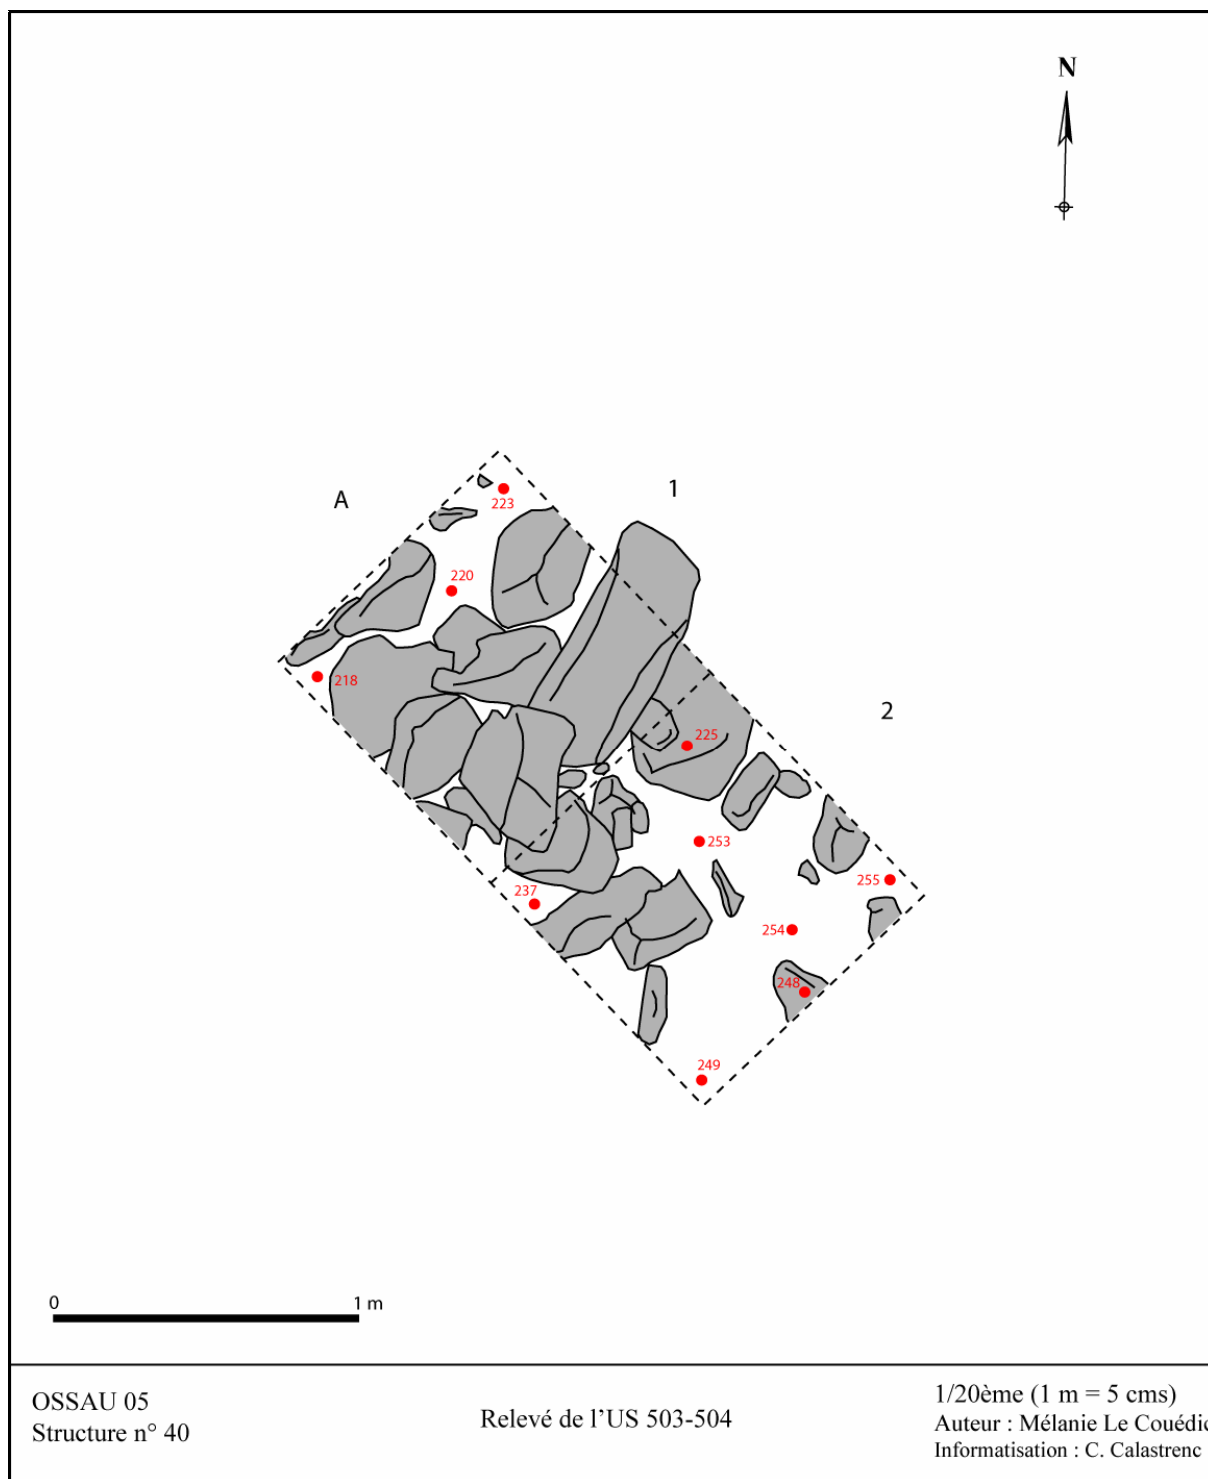 N
A
1
223
220
218
2
225
253
237
255
254
248
249
0
1 m
OSSAU 05
Structure n° 40
Relevé de l'US 503-504
1/20ème (1 m = 5 cms)
Auteur : Mélanie Le Couédic
Informatisation : C. Calastrenc